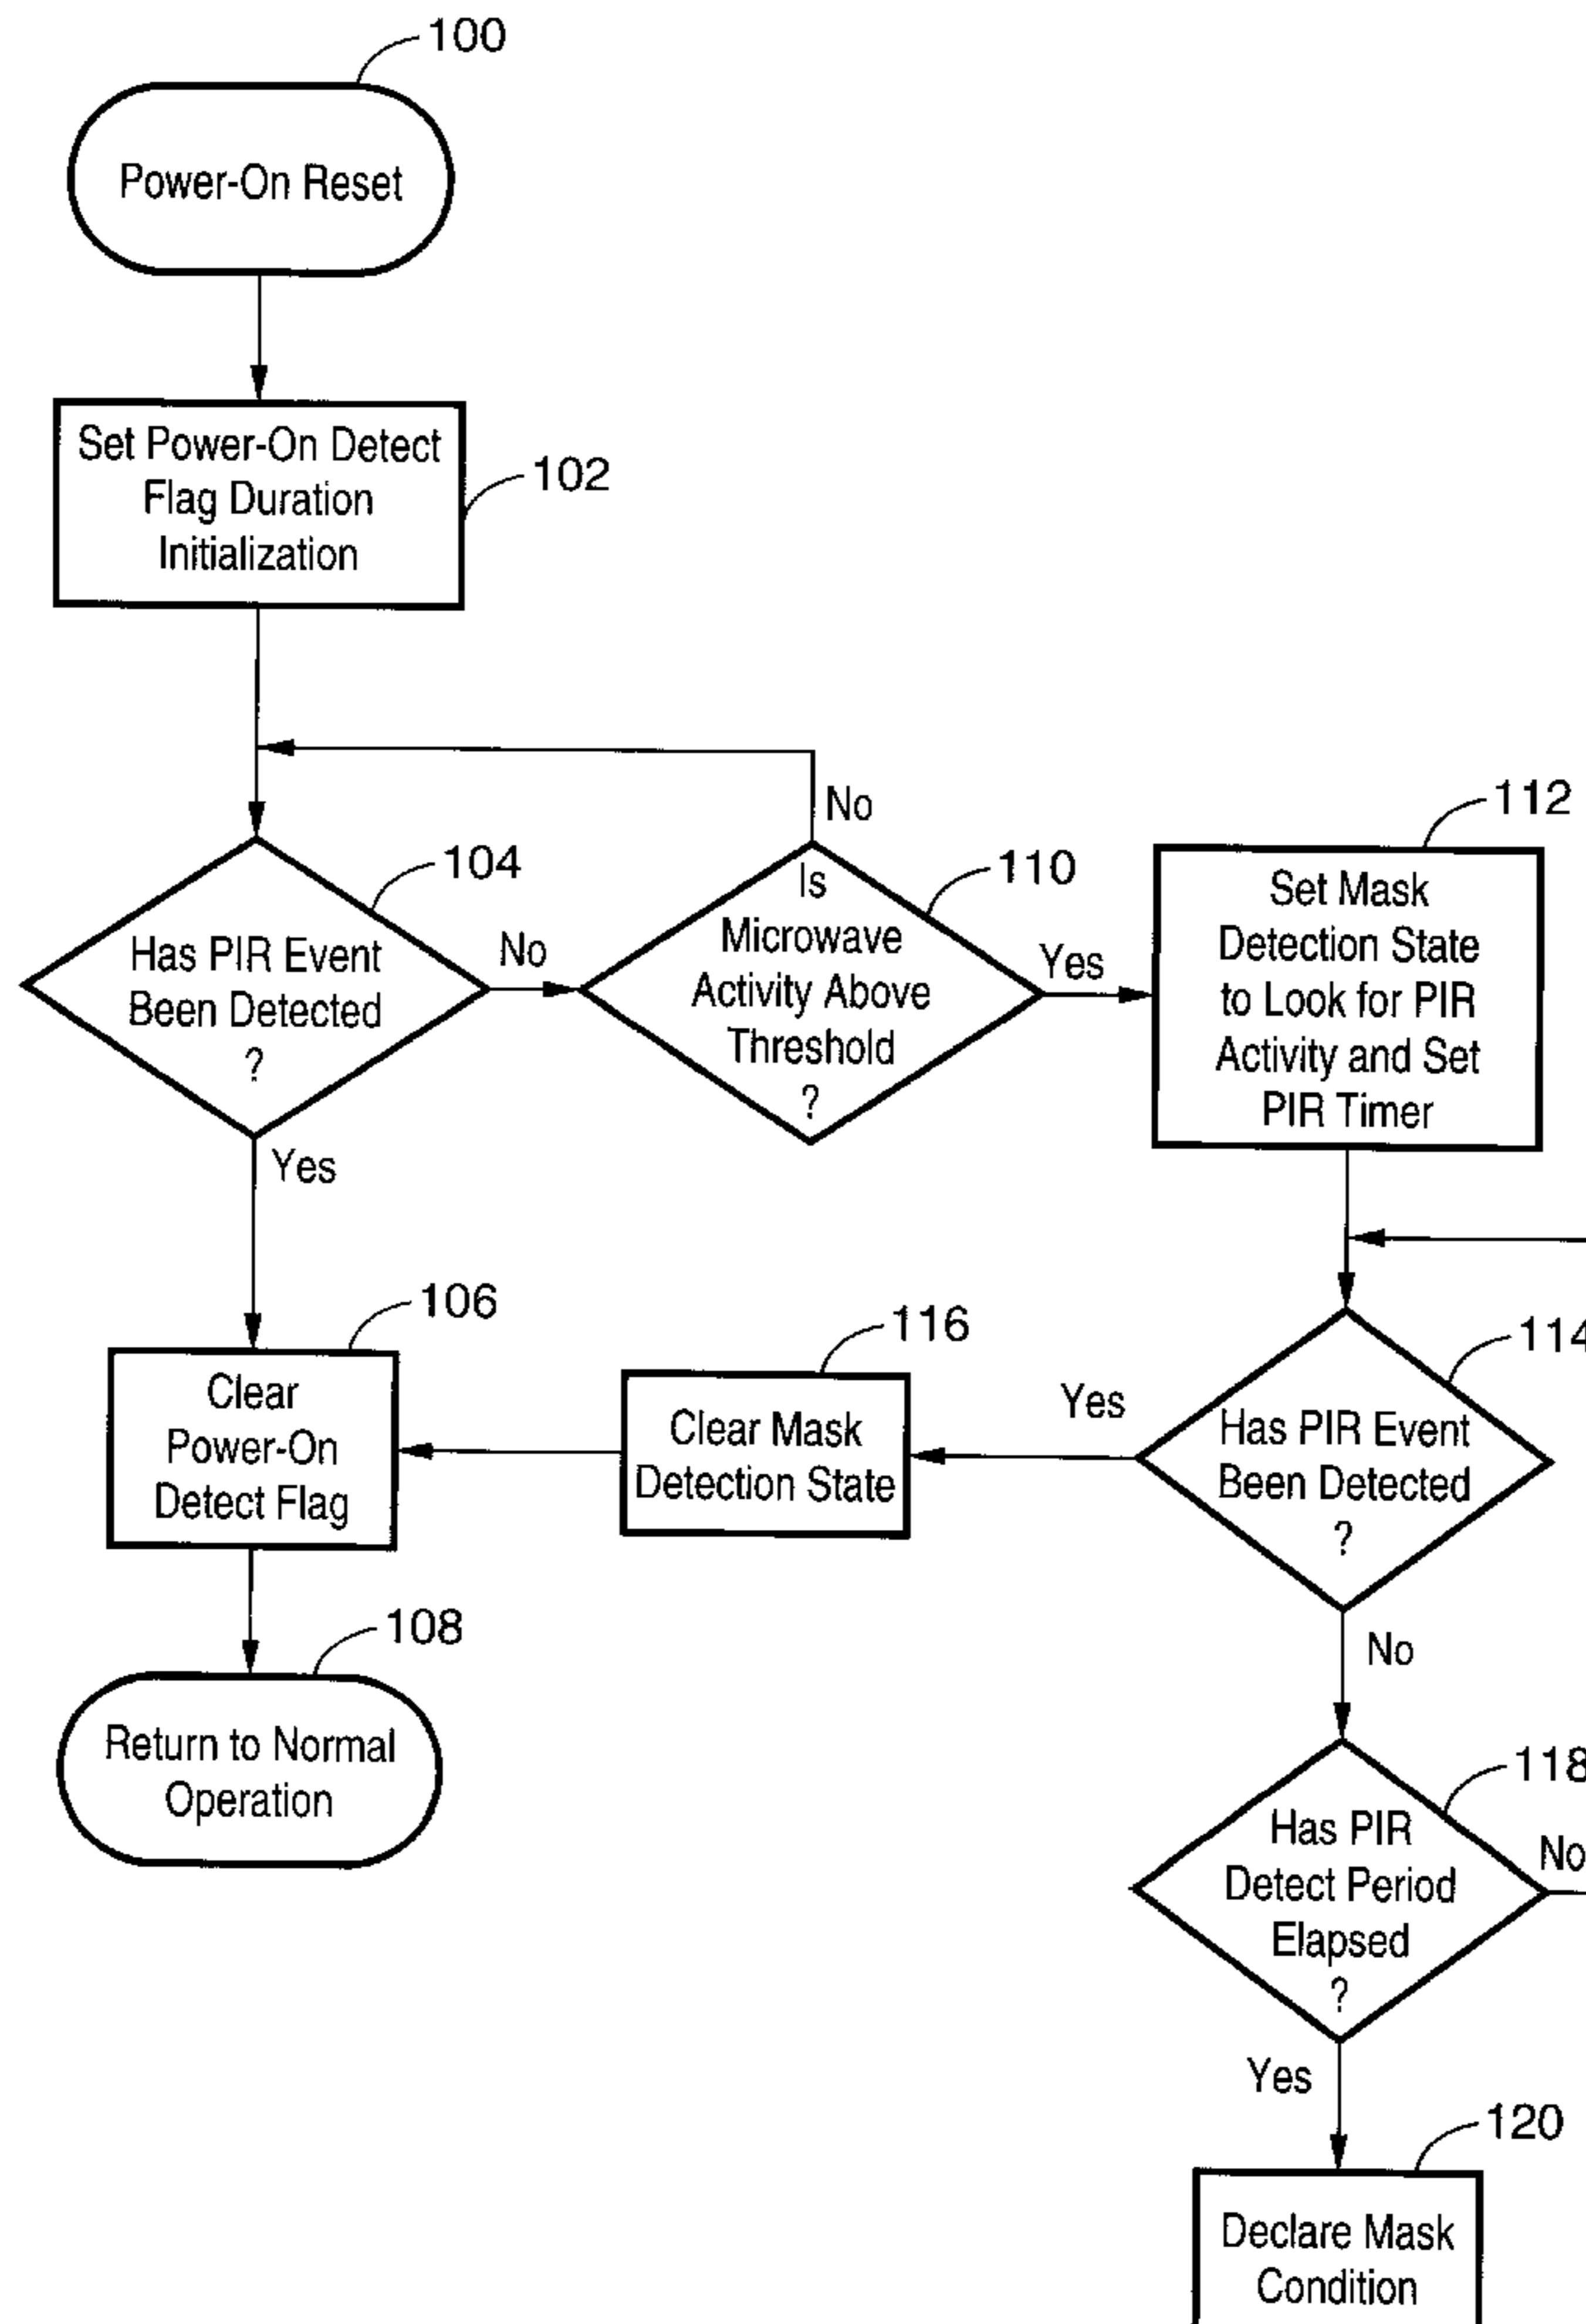 100
Power-On Reset
Set Power-On Detect
Flag Duration
Initialization
102
No
104
Has PIR Event
Been Detected
?
No
Yes
110
Is
Microwave
Activity Above
Threshold
?
Yes
112
Set Mask
Detection State
to Look for PIR
Activity and Set
PIR Timer
106
Clear
Power-On
Detect Flag
116
Clear Mask
Detection State
Yes
114
Has PIR Event
Been Detected
?
No
108
Return to Normal
Operation
118
Has PIR
Detect Period
Elapsed
?
No
Yes
120
Declare Mask
Condition